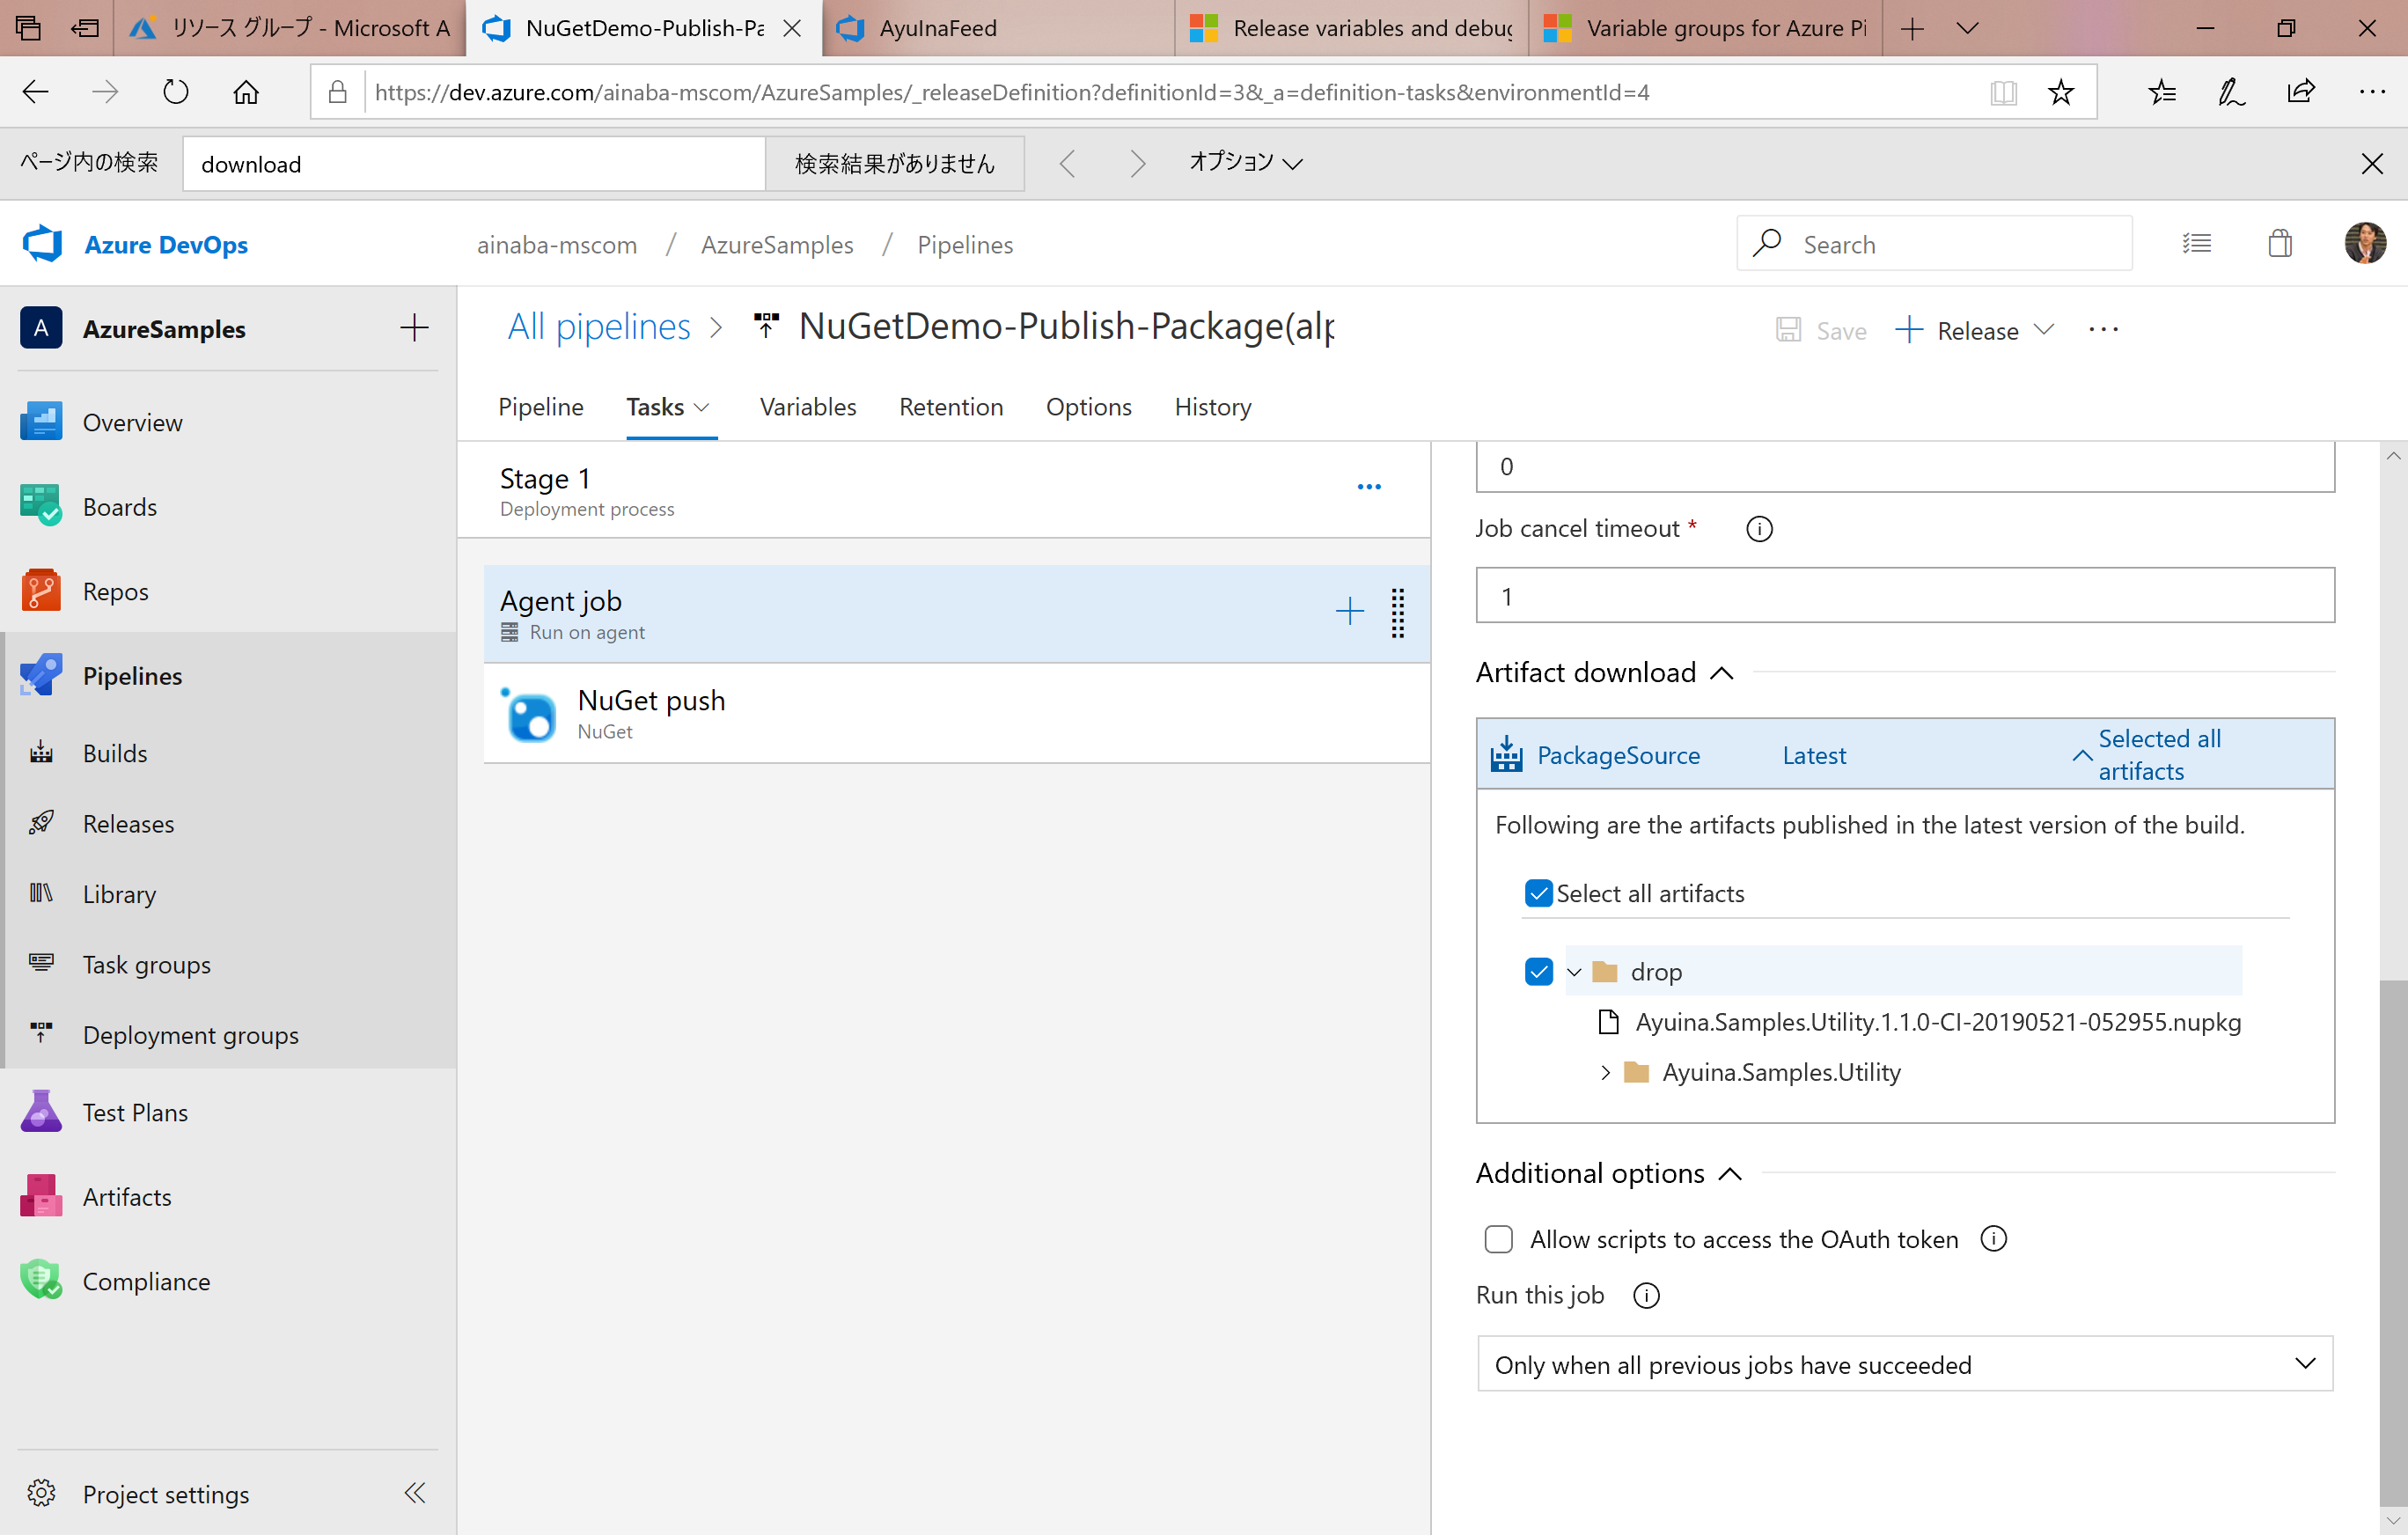 リソース グループ - Microsoft A
NuGetDemo-Publish-Pa
AyuInaFeed
Release variables and debug
Variable groups for Azure Pi
https://dev.azure.com/ainaba-mscom/AzureSamples/_releaseDefinition?definitionId=3&_a=definition-tasks&environmentId=4
ページ内の検索
download
検索結果がありません
オプション
Azure DevOps
ainaba-mscom / AzureSamples / Pipelines
Search
A
AzureSamples
Overview
Boards
Repos
Pipelines
Builds
Releases
Library
Task groups
Deployment groups
Test Plans
Artifacts
Compliance
Project settings
All pipelines
NuGetDemo-Publish-Package(alp
Save
Release
Pipeline
Tasks
Variables
Retention
Options
History
Stage 1
Deployment process
Agent job
Run on agent
NuGet push
NuGet
0
Job cancel timeout *
1
Artifact download
PackageSource
Latest
Selected all
artifacts
Following are the artifacts published in the latest version of the build.
Select all artifacts
drop
Ayuina.Samples.Utility.1.1.0-CI-20190521-052955.nupkg
Ayuina.Samples.Utility
Additional options
Allow scripts to access the OAuth token
Run this job
Only when all previous jobs have succeeded